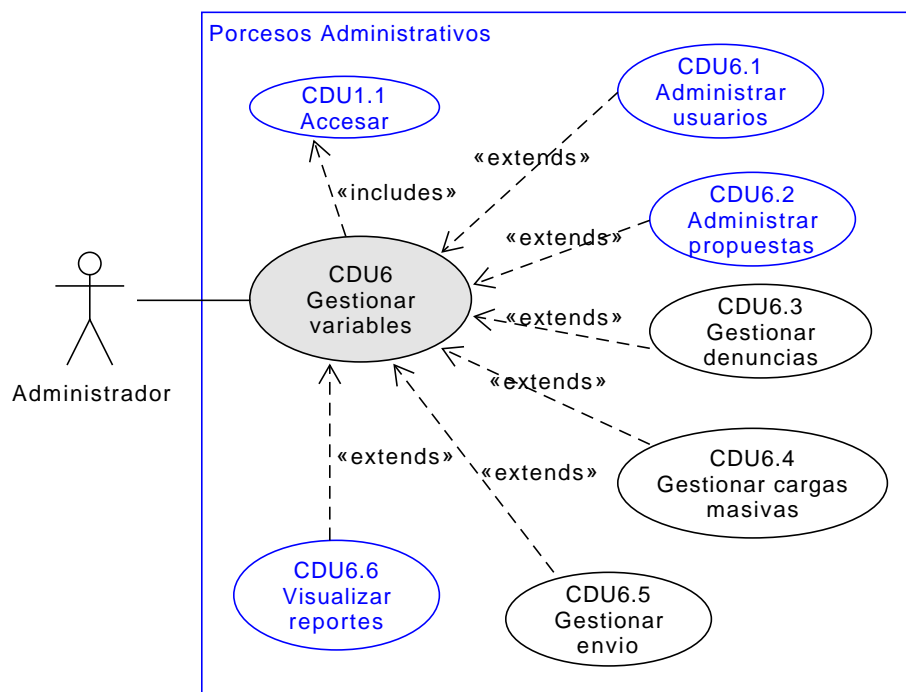 Porcesos Administrativos
CDU1.1
Accesar
CDU6.1
Administrar
usuarios
«extends»
«includes»
CDU6.2
Administrar
propuestas
«extends»
CDU6
Gestionar
variables
CDU6.3
Gestionar
denuncias
«extends»
Administrador
«extends»
CDU6.4
Gestionar cargas
masivas
«extends»
«extends»
CDU6.6
Visualizar
reportes
CDU6.5
Gestionar
envio